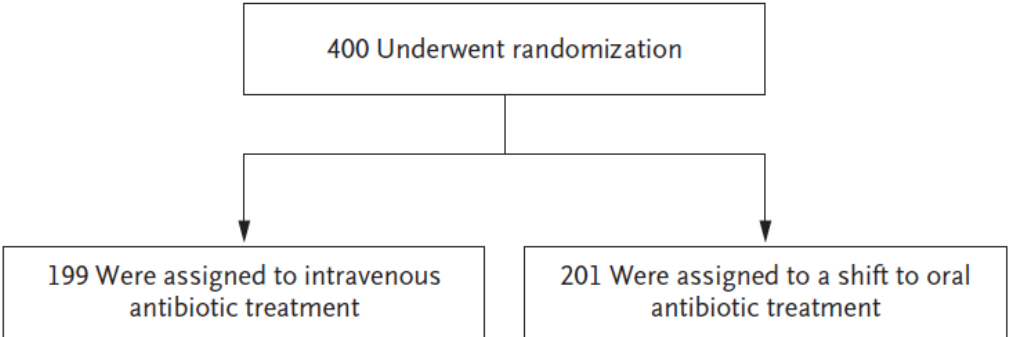 400 Underwent randomization
199 Were assigned to intravenous
antibiotic treatment
201 Were assigned to a shift to oral
antibiotic treatment